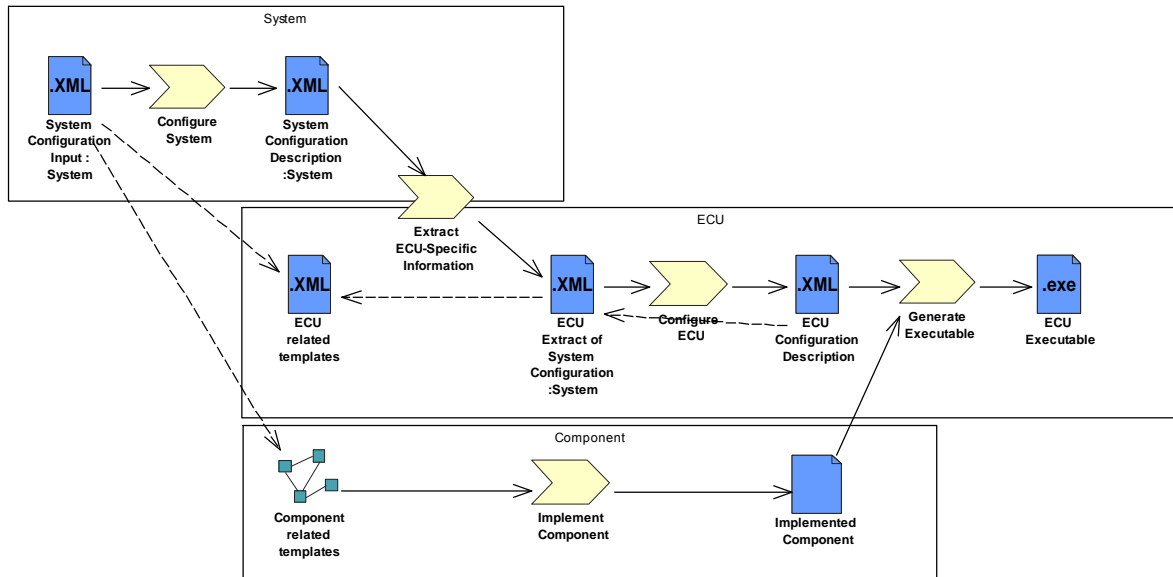 System
.XML
System
Configuration
Input :
System
Configure
System
.XML
System
Configuration
Description
:System
Extract
ECU-Specific
Information
ECU
.XML
ECU
related
templates
.XML
ECU
Extract of
System
Configuration
:System
Configure
ECU
.XML
ECU
Configuration
Description
Generate
Executable
.exe
ECU
Executable
Component
Component
related
templates
Implement
Component
Implemented
Component